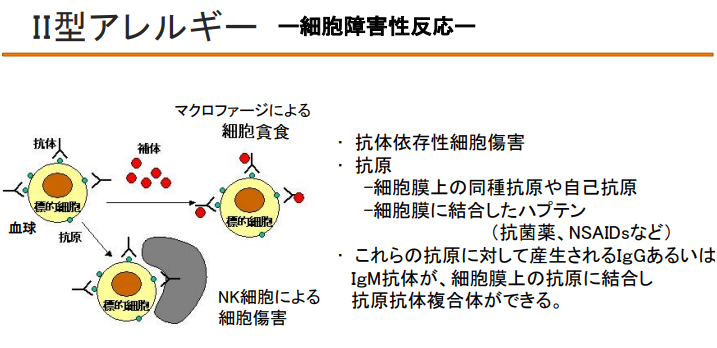 II型アレルギー ー細胞障害性反応ー
マクロファージによる
細胞貪食
抗体
補体
標的細胞
標的細胞
血球
抗原
標的細胞
NK細胞による
細胞傷害
・ 抗体依存性細胞傷害
・ 抗原
−細胞膜上の同種抗原や自己抗原
−細胞膜に結合したハプテン
（抗菌薬、NSAIDsなど）
・ これらの抗原に対して産生されるIgGあるいは
IgM抗体が、細胞膜上の抗原に結合し
抗原抗体複合体ができる。